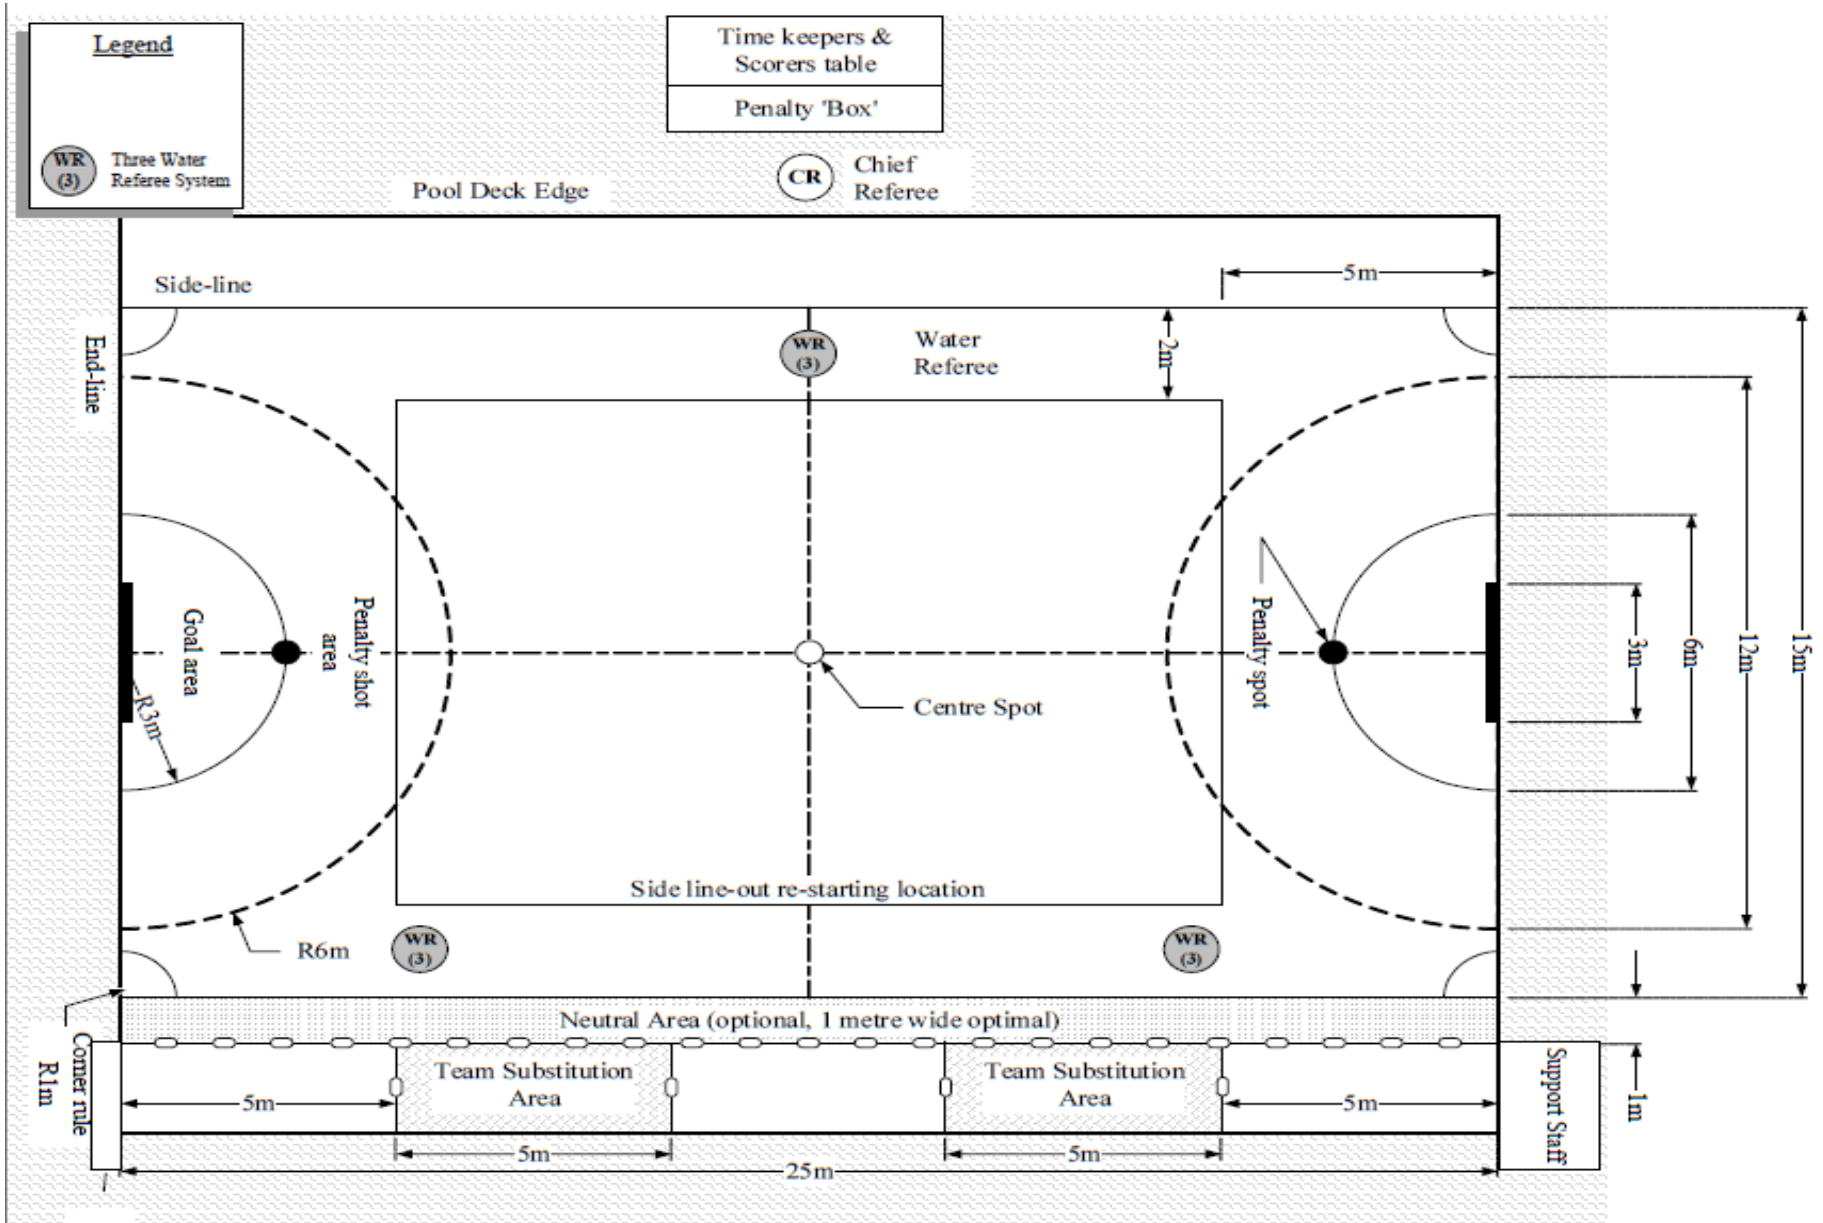 Legend
WR
(3)
Three Water
Referee System
Time keepers &
Scorers table
Penalty 'Box'
CR
Chief
Referee
Pool Deck Edge
Side-line
5m
End-line
WR
(3)
Water
Referee
2m
Goal area
Penalty shot
area
R3m
Centre Spot
Penalty spot
3m
6m
12m
15m
Side line-out re-starting location
R6m
WR
(3)
WR
(3)
Neutral Area (optional, 1 metre wide optimal)
Corner rule
R1m
5m
Team Substitution
Area
Team Substitution
Area
5m
Support Staff
1m
5m
5m
25m